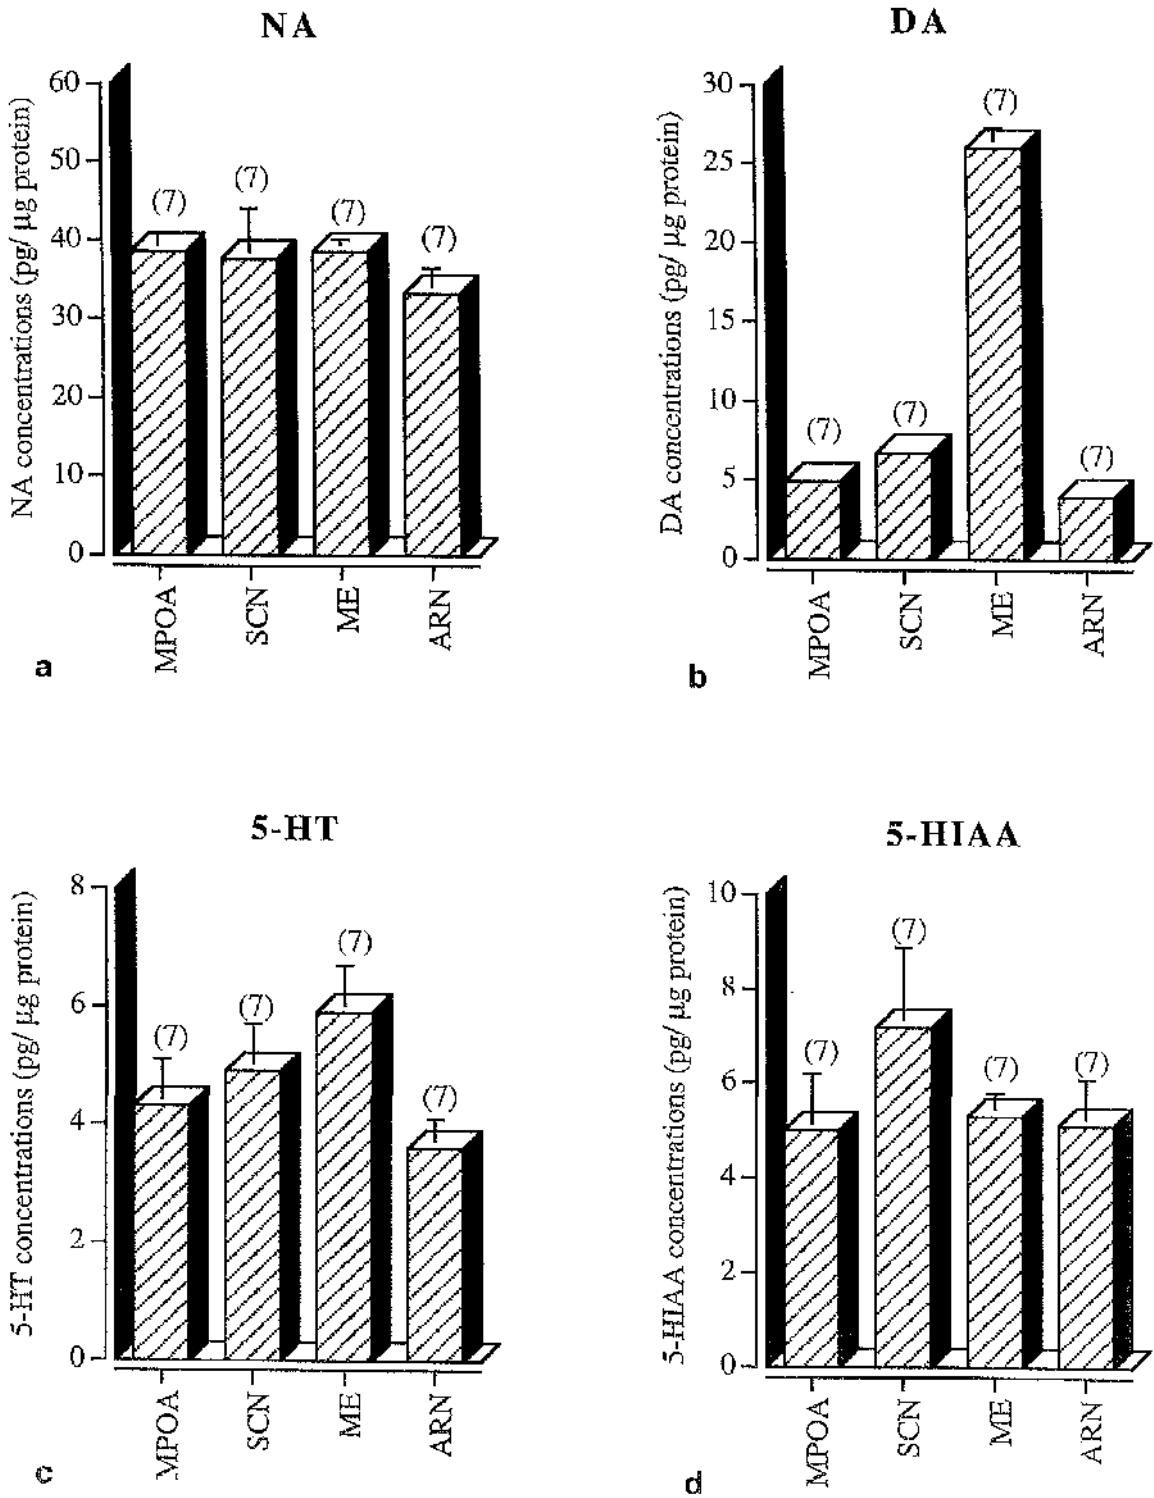 NA
NA concentrations (pg/ µg protein)
60
50
40
30
20
10
0
(7)
(7)
(7)
(7)
MPOA
SCN
ME
ARN
a
DA
DA concentrations (pg/ µg protein)
30
25
20
15
10
5
0
(7)
(7)
(7)
(7)
MPOA
SCN
ME
ARN
b
5-HT
5-HT concentrations (pg/ µg protein)
8
6
4
2
0
(7)
(7)
(7)
(7)
MPOA
SCN
ME
ARN
c
5-HIAA
5-HIAA concentrations (pg/ µg protein)
10
8
6
4
2
0
(7)
(7)
(7)
(7)
MPOA
SCN
ME
ARN
d